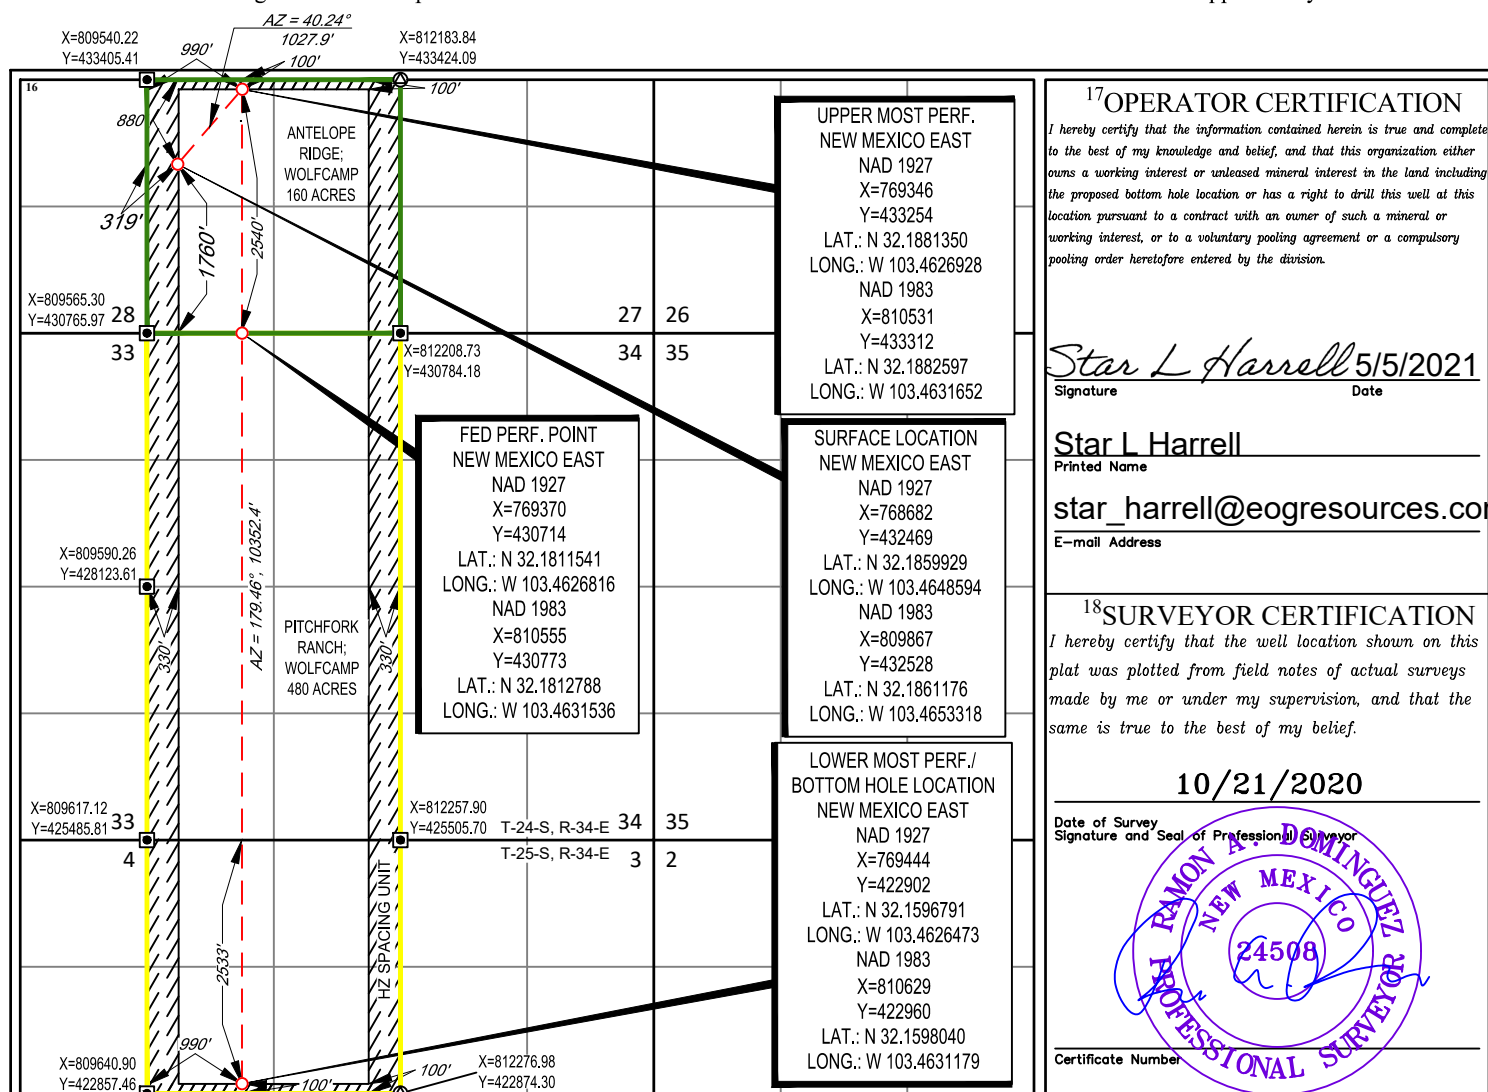 AZ = 40.24°
1027.9'
X=809540.22
Y=433405.41
990'
100'
X=812183.84
Y=433424.09
16
100'
880'
ANTELOPE
RIDGE;
WOLFCAMP
160 ACRES
319'
1760'
2540'
X=809565.30
Y=430765.97
28
33
27
26
34
35
X=812208.73
Y=430784.18
UPPER MOST PERF.
NEW MEXICO EAST
NAD 1927
X=769346
Y=433254
LAT.: N 32.1881350
LONG.: W 103.4626928
NAD 1983
X=810531
Y=433312
LAT.: N 32.1882597
LONG.: W 103.4631652
FED PERF. POINT
NEW MEXICO EAST
NAD 1927
X=769370
Y=430714
LAT.: N 32.1811541
LONG.: W 103.4626816
NAD 1983
X=810555
Y=430773
LAT.: N 32.1812788
LONG.: W 103.4631536
SURFACE LOCATION
NEW MEXICO EAST
NAD 1927
X=768682
Y=432469
LAT.: N 32.1859929
LONG.: W 103.4648594
NAD 1983
X=809867
Y=432528
LAT.: N 32.1861176
LONG.: W 103.4653318
X=809590.26
Y=428123.61
330'
AZ = 179.46°, 10352.4'
PITCHFORK
RANCH;
WOLFCAMP
480 ACRES
330'
X=809617.12
Y=425485.81
33
4
X=812257.90
Y=425505.70
T-24-S, R-34-E
34
35
T-25-S, R-34-E
3
2
HZ SPACING UNIT
2533'
LOWER MOST PERF./
BOTTOM HOLE LOCATION
NEW MEXICO EAST
NAD 1927
X=769444
Y=422902
LAT.: N 32.1596791
LONG.: W 103.4626473
NAD 1983
X=810629
Y=422960
LAT.: N 32.1598040
LONG.: W 103.4631179
990'
X=809640.90
Y=422857.46
100'
100'
X=812276.98
Y=422874.30
17 OPERATOR CERTIFICATION
I hereby certify that the information contained herein is true and complete
to the best of my knowledge and belief, and that this organization either
owns a working interest or unleased mineral interest in the land including
the proposed bottom hole location or has a right to drill this well at this
location pursuant to a contract with an owner of such a mineral or
working interest, or to a voluntary pooling agreement or a compulsory
pooling order heretofore entered by the division.
Star L Harrell 5/5/2021
Signature Date
Star L Harrell
Printed Name
star_harrell@eogresources.com
E-mail Address
18 SURVEYOR CERTIFICATION
I hereby certify that the well location shown on this
plat was plotted from field notes of actual surveys
made by me or under my supervision, and that the
same is true to the best of my belief.
10/21/2020
Date of Survey
Signature and Seal of Professional Surveyor
RAMON A. DOMINGUEZ
NEW MEXICO
24508
PROFESSIONAL SURVEYOR
Certificate Number